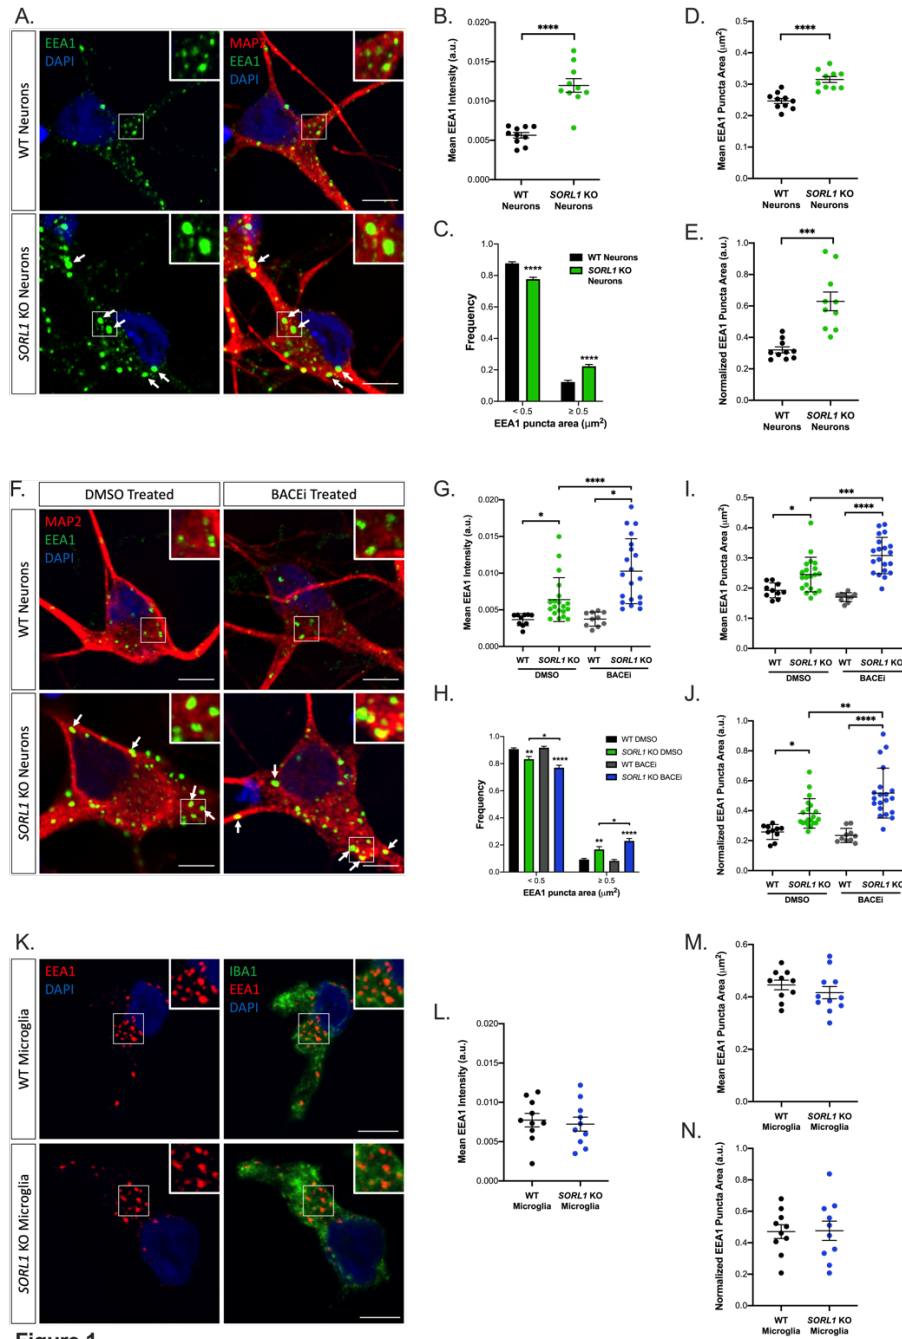 A.
EEA1
DAPI
MAP2
EEA1
DAPI
WT Neurons
SORL1 KO Neurons
B.
Mean EEA1 Intensity (a.u.)
0.020
0.015
0.010
0.005
0.000
****
WT
Neurons
SORL1 KO
Neurons
C.
Frequency
1.0
0.8
0.6
0.4
0.2
0.0
****
****
WT Neurons
SORL1 KO
Neurons
< 0.5
≥ 0.5
EEA1 puncta area (μm²)
D.
Mean EEA1 Puncta Area (μm²)
0.5
0.4
0.3
0.2
0.1
0
****
WT
Neurons
SORL1 KO
Neurons
E.
Normalized EEA1 Puncta Area (a.u.)
1.0
0.8
0.6
0.4
0.2
0.0
***
WT
Neurons
SORL1 KO
Neurons
F.
DMSO Treated
BACEi Treated
MAP2
EEA1
DAPI
WT Neurons
SORL1 KO Neurons
G.
Mean EEA1 Intensity (a.u.)
0.020
0.015
0.010
0.005
0.000
****
*
*
WT
SORL1 KO
WT
SORL1 KO
DMSO
BACEi
H.
Frequency
1.0
0.8
0.6
0.4
0.2
0.0
*
**
****
*
**
****
WT DMSO
SORL1 KO DMSO
WT BACEi
SORL1 KO BACEi
< 0.5
≥ 0.5
EEA1 puncta area (μm²)
I.
Mean EEA1 Puncta Area (μm²)
0.5
0.4
0.3
0.2
0.1
0
***
*
****
WT
SORL1 KO
WT
SORL1 KO
DMSO
BACEi
J.
Normalized EEA1 Puncta Area (a.u.)
1.0
0.8
0.6
0.4
0.2
0.0
**
*
****
WT
SORL1 KO
WT
SORL1 KO
DMSO
BACEi
K.
EEA1
DAPI
IBA1
EEA1
DAPI
WT Microglia
SORL1 KO Microglia
L.
Mean EEA1 Intensity (a.u.)
0.020
0.015
0.010
0.005
0.000
WT
Microglia
SORL1 KO
Microglia
M.
Mean EEA1 Puncta Area (μm²)
0.6
0.4
0.2
0
WT
Microglia
SORL1 KO
Microglia
N.
Normalized EEA1 Puncta Area (a.u.)
1.0
0.8
0.6
0.4
0.2
0.0
WT
Microglia
SORL1 KO
Microglia
Figure 1